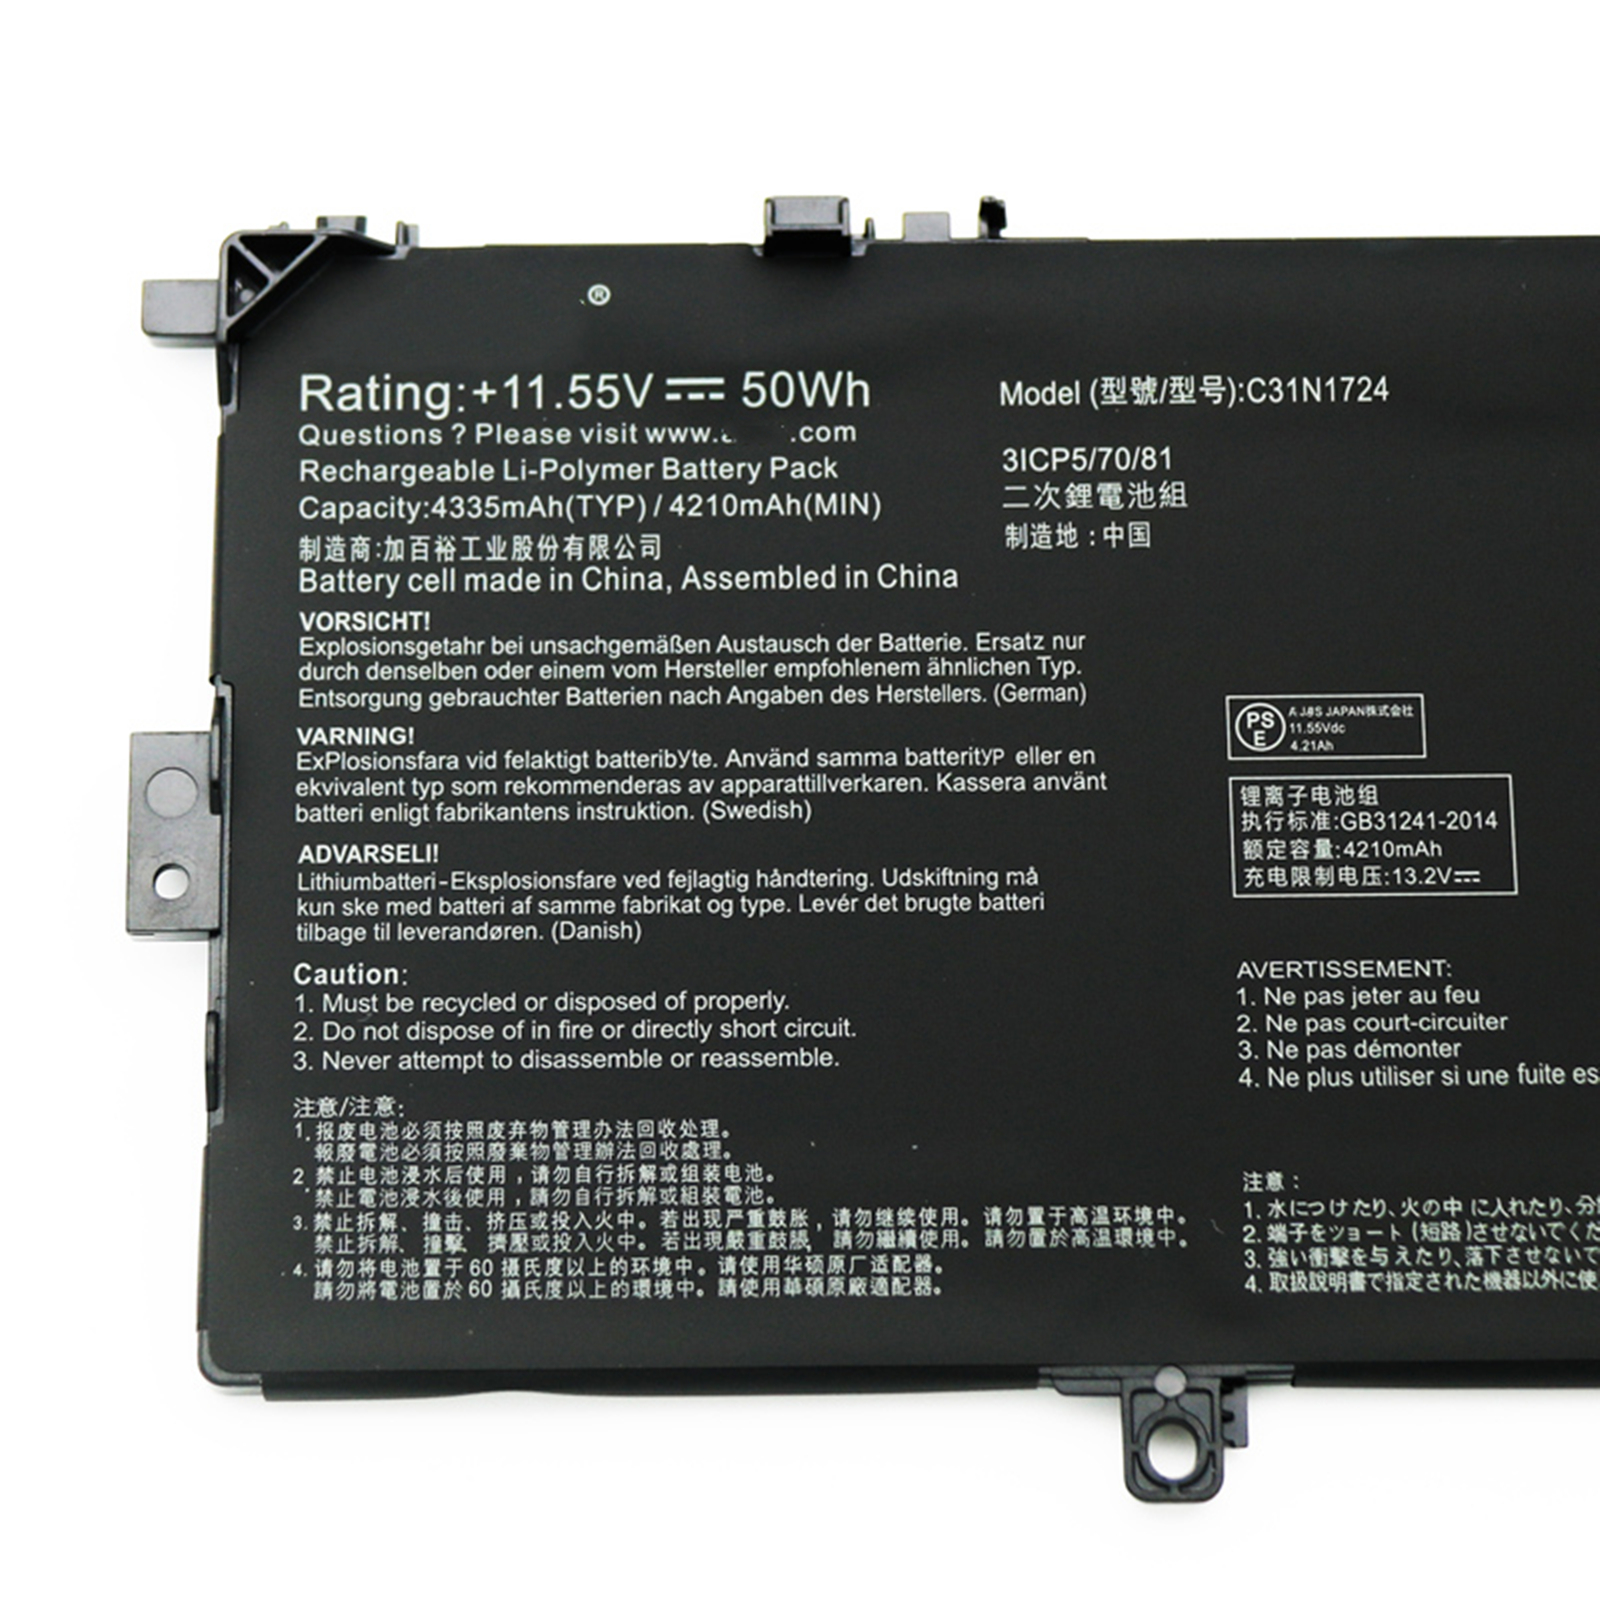 ®
Rating:+11.55V⎓ 50Wh
Questions ? Please visit www. .com
Rechargeable Li-Polymer Battery Pack
Capacity:4335mAh(TYP) / 4210mAh(MIN)
制造商:加百裕工业股份有限公司
Battery cell made in China, Assembled in China
Model (型號/型号):C31N1724
3ICP5/70/81
二次鋰電池組
制造地 : 中国
VORSICHT!
Explosionsgetahr bei unsachgemäßen Austausch der Batterie. Ersatz nur
durch denselben oder einem vom Hersteller empfohlenem ähnlichen Typ.
Entsorgung gebrauchter Batterien nach Angaben des Herstellers. (German)
VARNING!
ExPlosionsfara vid felaktigt batteribyte. Använd samma batterityP eller en
ekvivalent typ som rekommenderas av apparattillverkaren. Kassera använt
batteri enligt fabrikantens instruktion. (Swedish)
ADVARSELI!
Lithiumbatteri-Eksplosionsfare ved fejlagtig håndtering. Udskiftning må
kun ske med batteri af samme fabrikat og type. Levér det brugte batteri
tilbage til leverandøren. (Danish)
Caution:
1. Must be recycled or disposed of properly.
2. Do not dispose of in fire or directly short circuit.
3. Never attempt to disassemble or reassemble.
注意/注意:
1. 报废电池必须按照废弃物管理办法回收处理。
報廢電池必須按照廢棄物管理辦法回收處理。
2 禁止电池浸水后使用，请勿自行拆解或组装电池。
禁止電池浸水後使用，請勿自行拆解或組裝電池。
3. 禁止拆解、撞击、挤压或投入火中。若出现严重鼓胀，请勿继续使用。请勿置于高温环境中。
禁止拆解、撞擊、擠壓或投入火中。若出現嚴重鼓脹，請勿繼續使用。請勿置於高溫環境中。
4. 请勿将电池置于 60 摄氏度以上的环境中。请使用华硕原厂适配器。
請勿將電池置於 60 攝氏度以上的環境中。請使用華碩原廠適配器。
PS
E
A J&S JAPAN株式会社
11.55Vdc
4.21Ah
锂离子电池组
执行标准:GB31241-2014
额定容量:4210mAh
充电限制电压:13.2V⎓
AVERTISSEMENT:
1. Ne pas jeter au feu
2. Ne pas court-circuiter
3. Ne pas démonter
4. Ne plus utiliser si une fuite es
注意 :
1. 水につけたり、火の中 に入れたり、分
2. 端子をツョート (短路)させないでくだ
3. 強い衝撃を与えたり、落下させないで
4. 取扱説明書で指定された機器以外に使